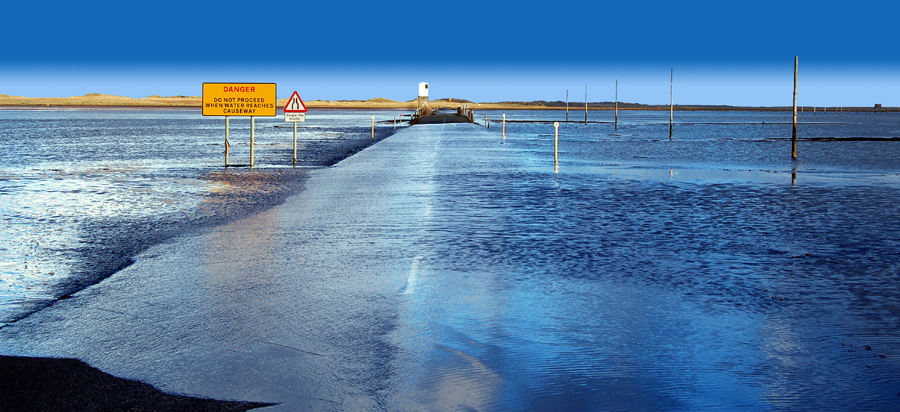 DANGER
DO NOT PROCEED
WHEN WATER REACHES
CAUSEWAY